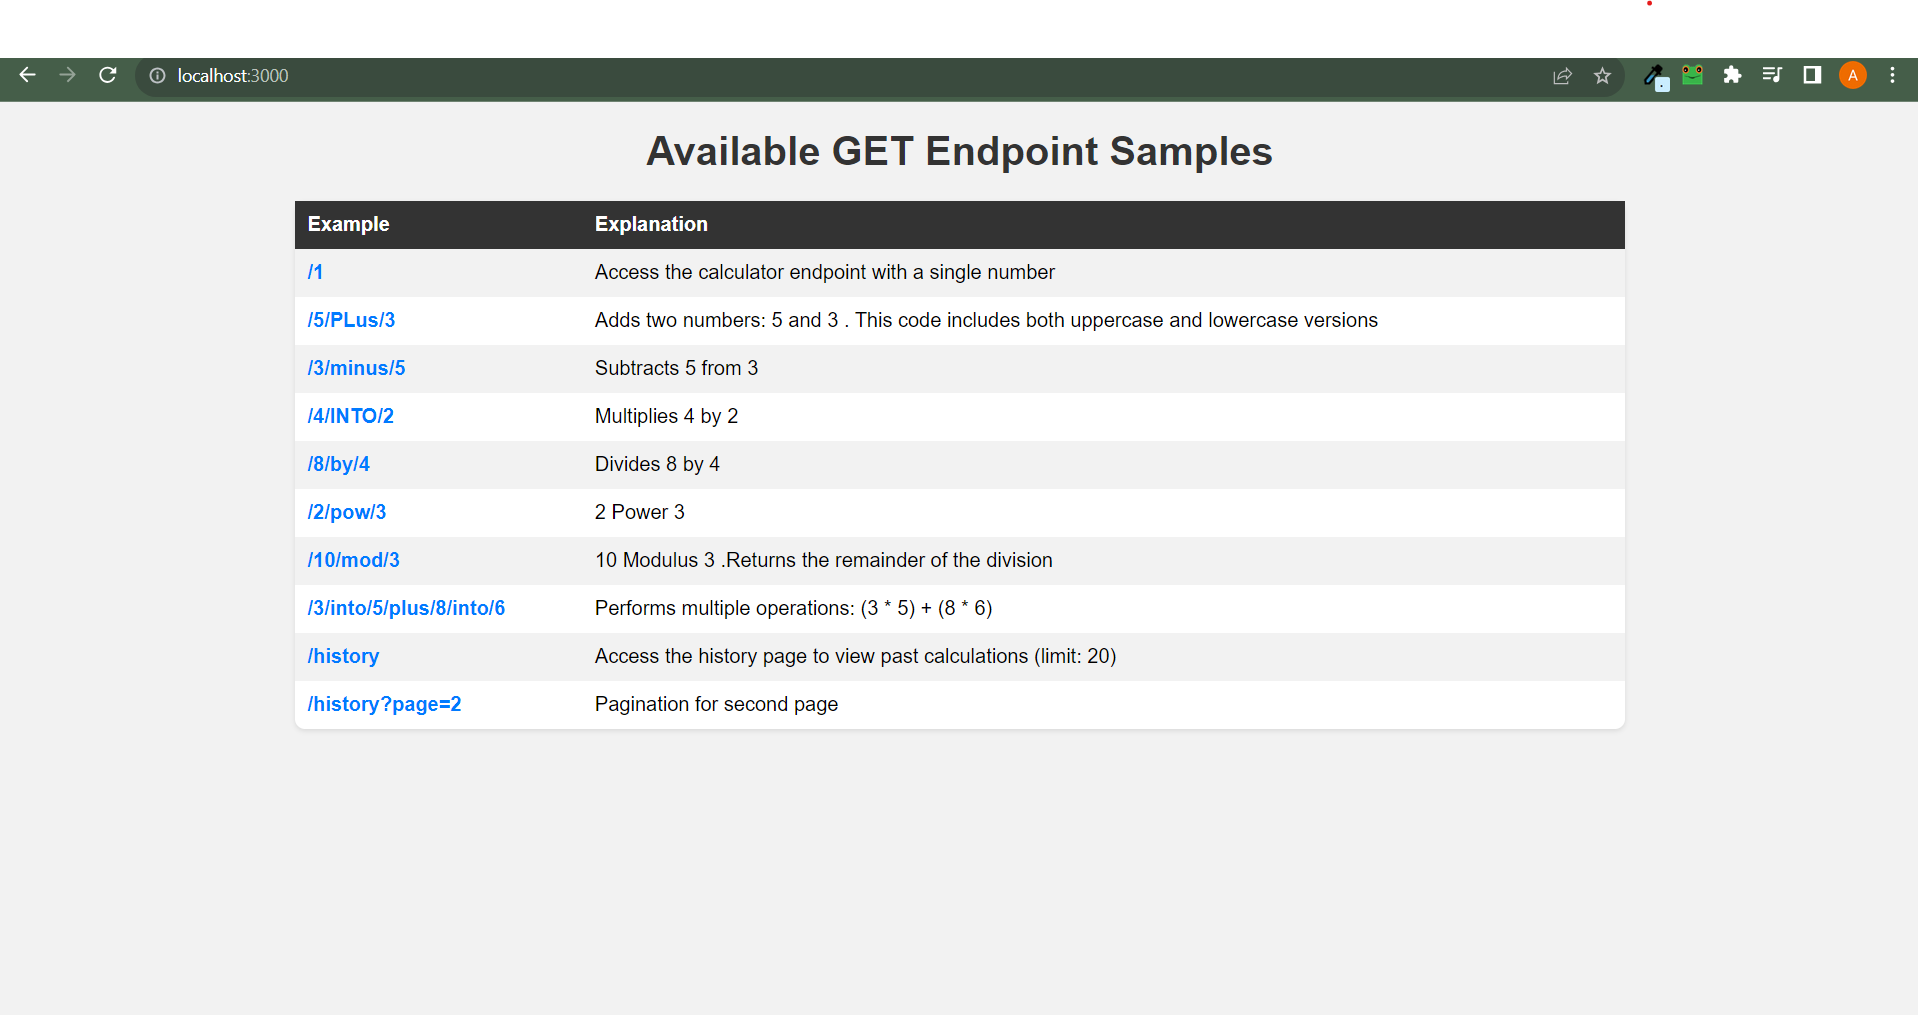 localhost:3000
A
Available GET Endpoint Samples
Example Explanation
/1 Access the calculator endpoint with a single number
/5/PLus/3 Adds two numbers: 5 and 3 . This code includes both uppercase and lowercase versions
/3/minus/5 Subtracts 5 from 3
/4/INTO/2 Multiplies 4 by 2
/8/by/4 Divides 8 by 4
/2/pow/3 2 Power 3
/10/mod/3 10 Modulus 3 .Returns the remainder of the division
/3/into/5/plus/8/into/6 Performs multiple operations: (3 * 5) + (8 * 6)
/history Access the history page to view past calculations (limit: 20)
/history?page=2 Pagination for second page